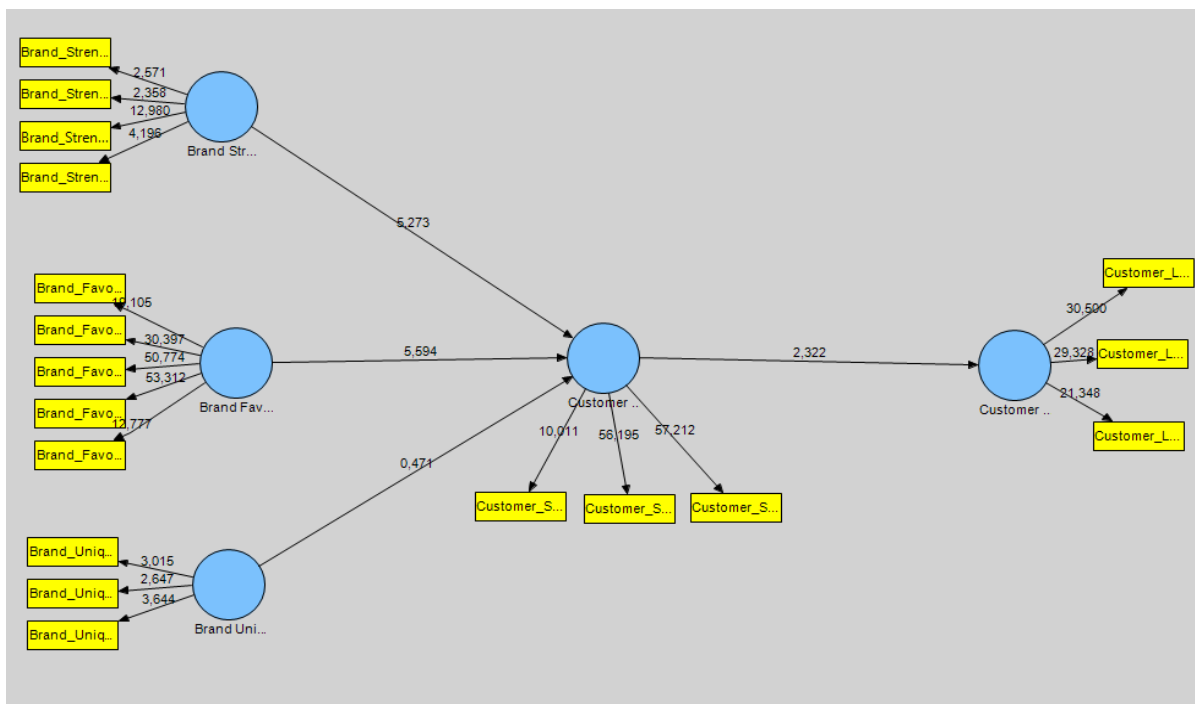 Brand_Stren...
2,571
Brand_Stren...
2,358
12,980
Brand_Stren...
4,196
Brand_Stren...
Brand Str...
5,273
Brand_Favo...
19,105
Brand_Favo...
30,397
50,774
Brand_Favo...
53,312
Brand_Favo...
12,777
Brand_Favo...
Brand Fav...
5,594
Customer ..
2,322
Customer_L...
30,500
29,328
Customer_L...
21,348
Customer_L...
Customer ..
0,471
10,011
56,195
57,212
Customer_S...
Customer_S...
Customer_S...
Brand_Uniq...
3,015
2,647
Brand_Uniq...
3,644
Brand_Uniq...
Brand Uni...